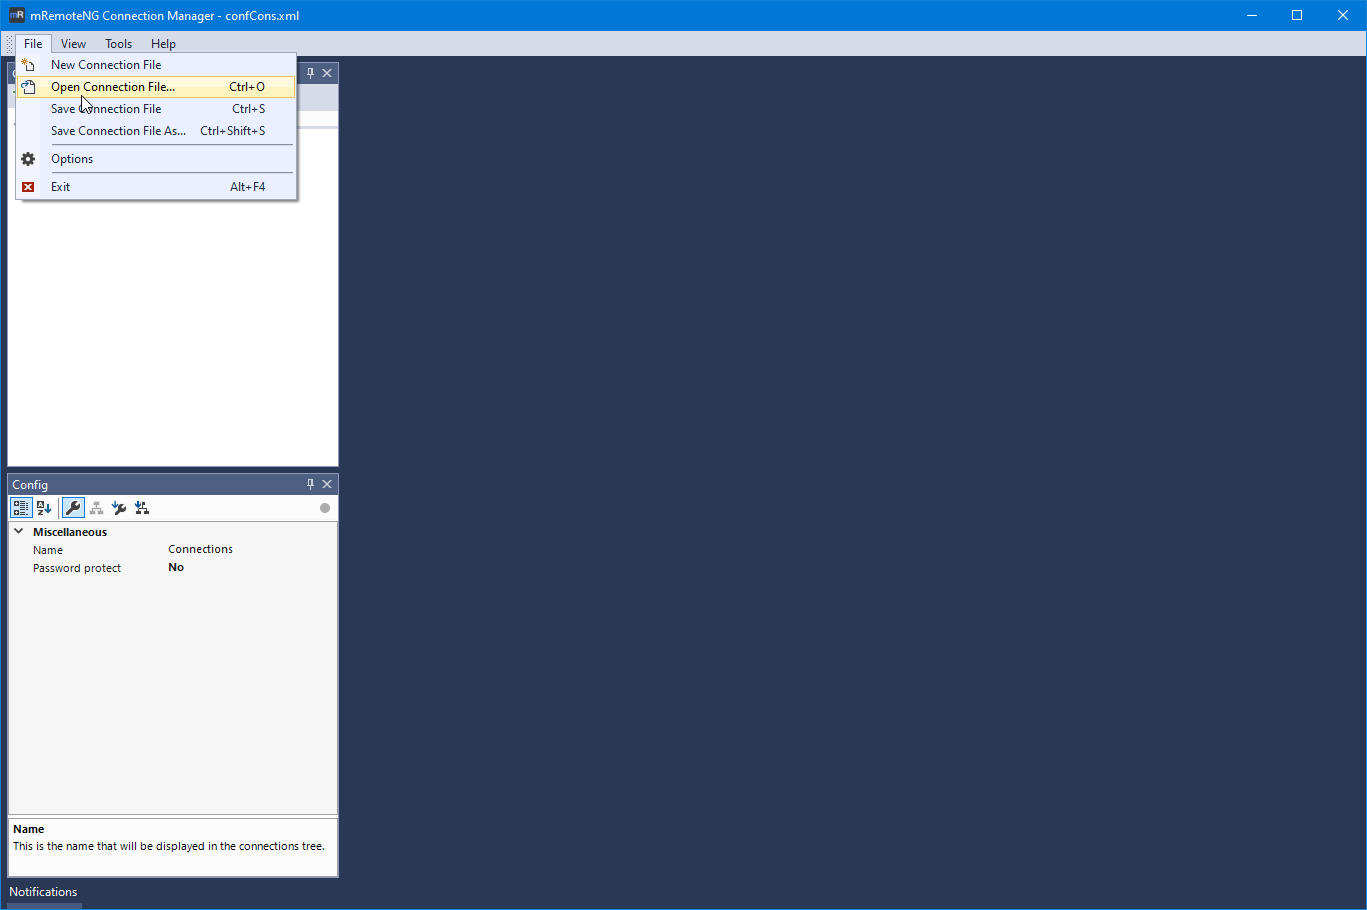 mR mRemoteNG Connection Manager - confCons.xml
File View Tools Help
New Connection File
Open Connection File... Ctrl+O
Save Connection File Ctrl+S
Save Connection File As... Ctrl+Shift+S
Options
Exit Alt+F4
Config
Miscellaneous
Name Connections
Password protect No
Name
This is the name that will be displayed in the connections tree.
Notifications